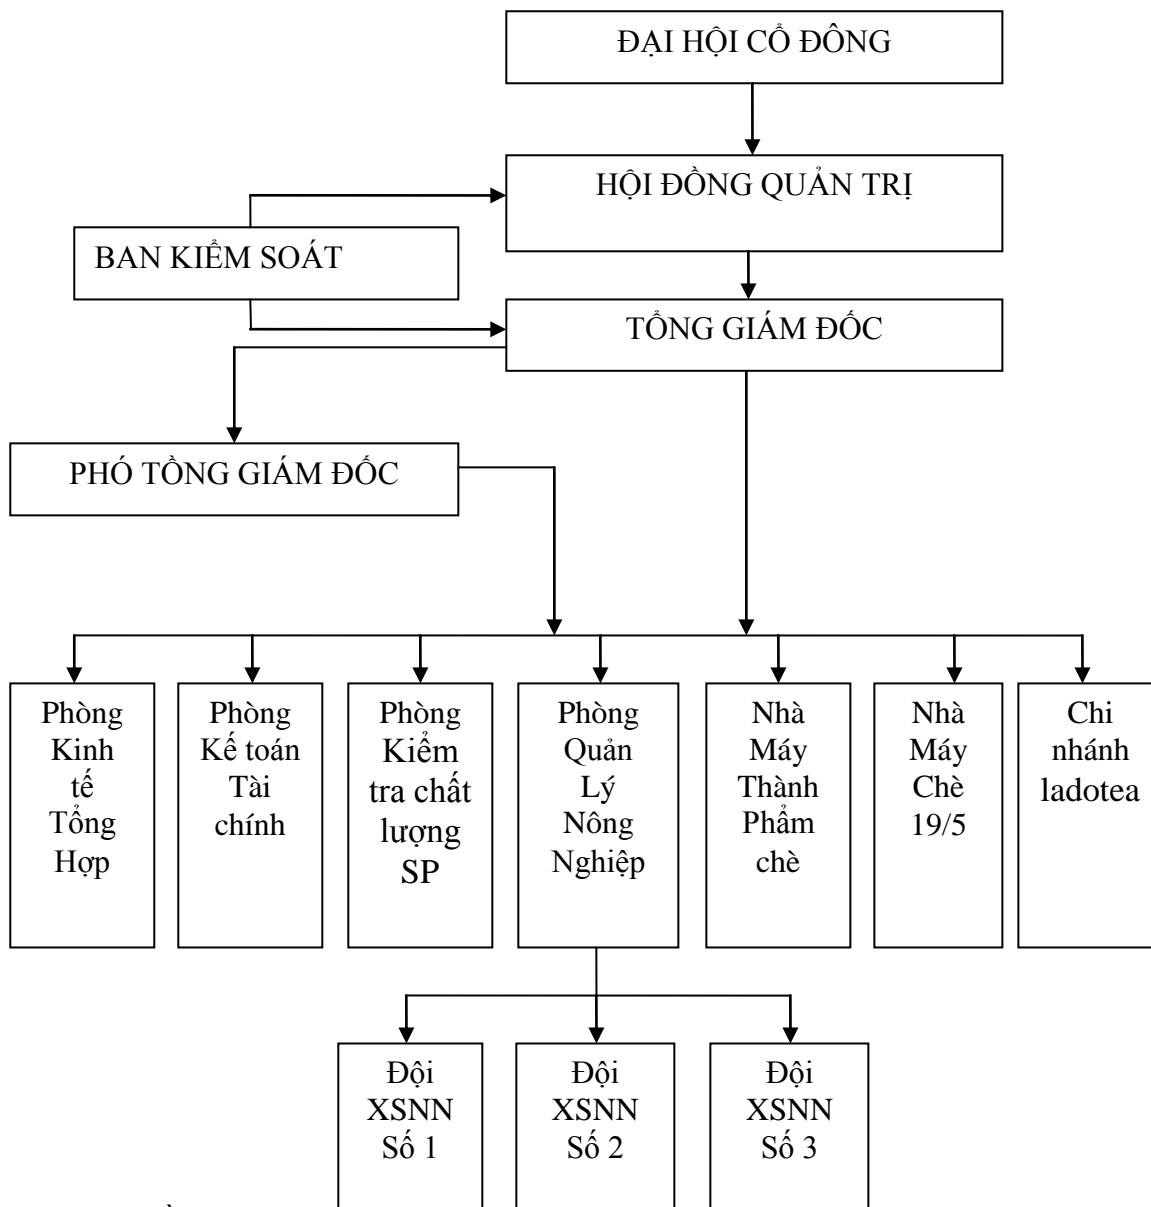 ĐẠI HỘI CỔ ĐÔNG
HỘI ĐỒNG QUẢN TRỊ
BAN KIỂM SOÁT
TỔNG GIÁM ĐỐC
PHÓ TỔNG GIÁM ĐỐC
Phòng
Kinh
tế
Tổng
Hợp
Phòng
Kế toán
Tài
chính
Phòng
Kiểm
tra chất
lượng
SP
Phòng
Quản
Lý
Nông
Nghiệp
Nhà
Máy
Thành
Phẩm
chè
Nhà
Máy
Chè
19/5
Chi
nhánh
ladotea
Đội
XSNN
Số 1
Đội
XSNN
Số 2
Đội
XSNN
Số 3